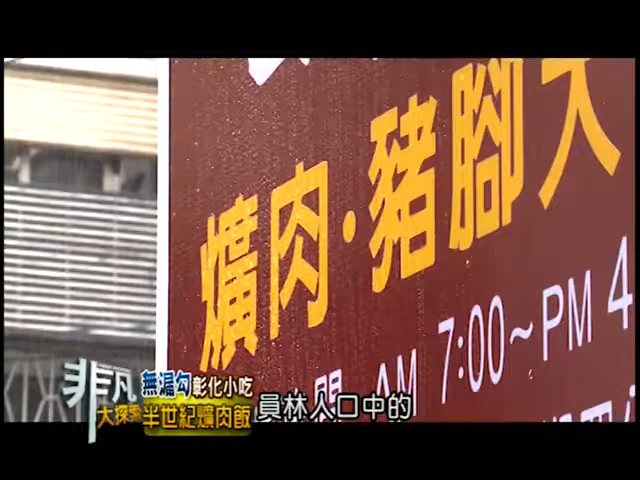 爌肉·豬腳大
AM 7:00~PM 4
非凡
大探索
無漏勾彰化小吃
半世紀爌肉飯
員林人口中的